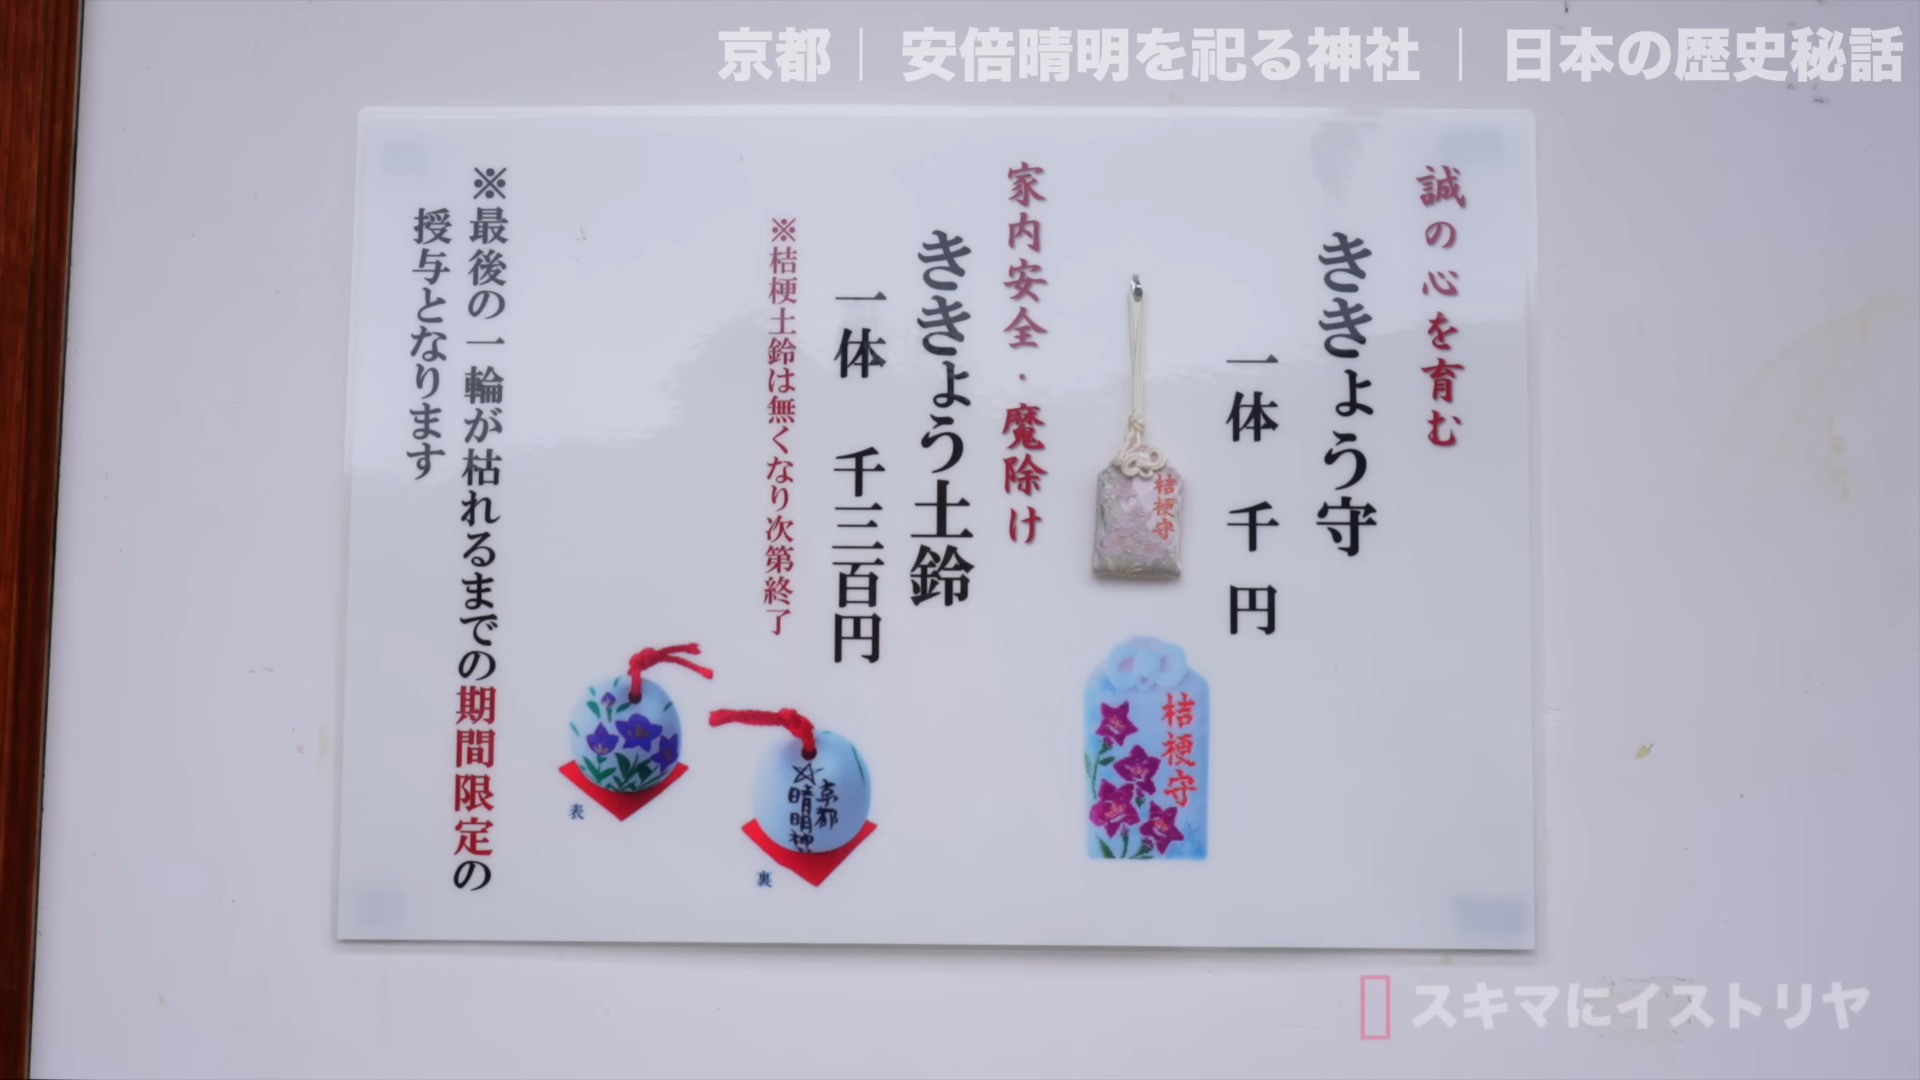 京都｜安倍晴明を祀る神社｜日本の歴史秘話
誠の心を育む
ききょう守
一体 千円
桔梗守
桔梗守
家内安全・魔除け
ききょう土鈴
一体 千三百円
※桔梗土鈴は無くなり次第終了
京都
晴明神
裏
表
※最後の一輪が枯れるまでの期間限定の
授与となります
スキマにイストリヤ